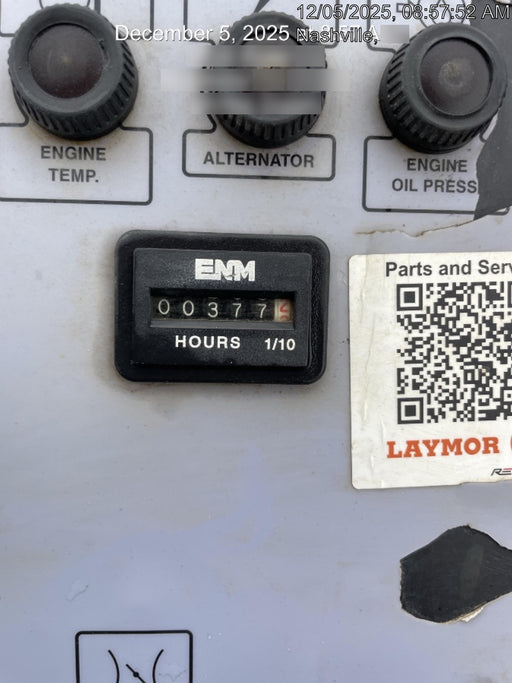 12/05/2025, 08:57:52 AM
December 5, 2025
Nashville,
ENGINE
TEMP.
ALTERNATOR
ENGINE
OIL PRESS.
ENM
00377
HOURS 1/10
Parts and Serv
LAYMOR